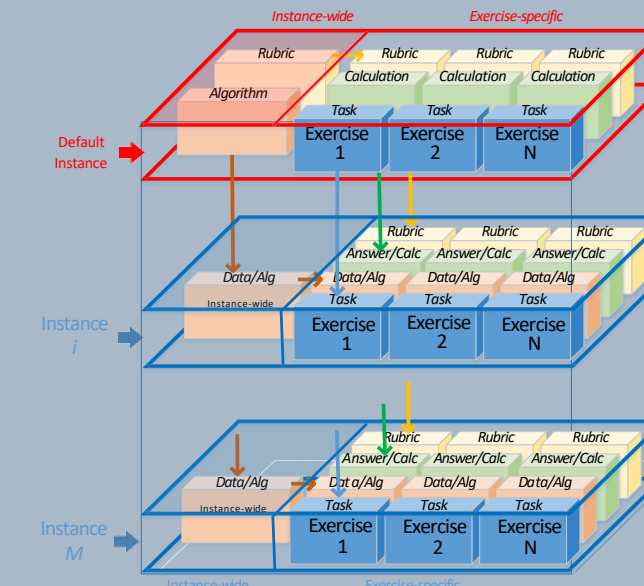 Instance-wide Exercise-specific
Rubric Rubric Rubric Rubric
Algorithm Calculation Calculation Calculation
Task Task Task
Exercise Exercise Exercise
1 2 N
Default
Instance
Rubric Rubric Rubric
Answer/Calc Answer/Calc Answer/Calc
Data/Alg Data/Alg Data/Alg Data/Alg
Instance-wide Task Task Task
Exercise Exercise Exercise
1 2 N
Instance
i
Rubric Rubric Rubric
Answer/Calc Answer/Calc Answer/Calc
Data/Alg Data/Alg Data/Alg Data/Alg
Instance-wide Task Task Task
Exercise Exercise Exercise
1 2 N
Instance
M
Instance-wide Exercise-specific